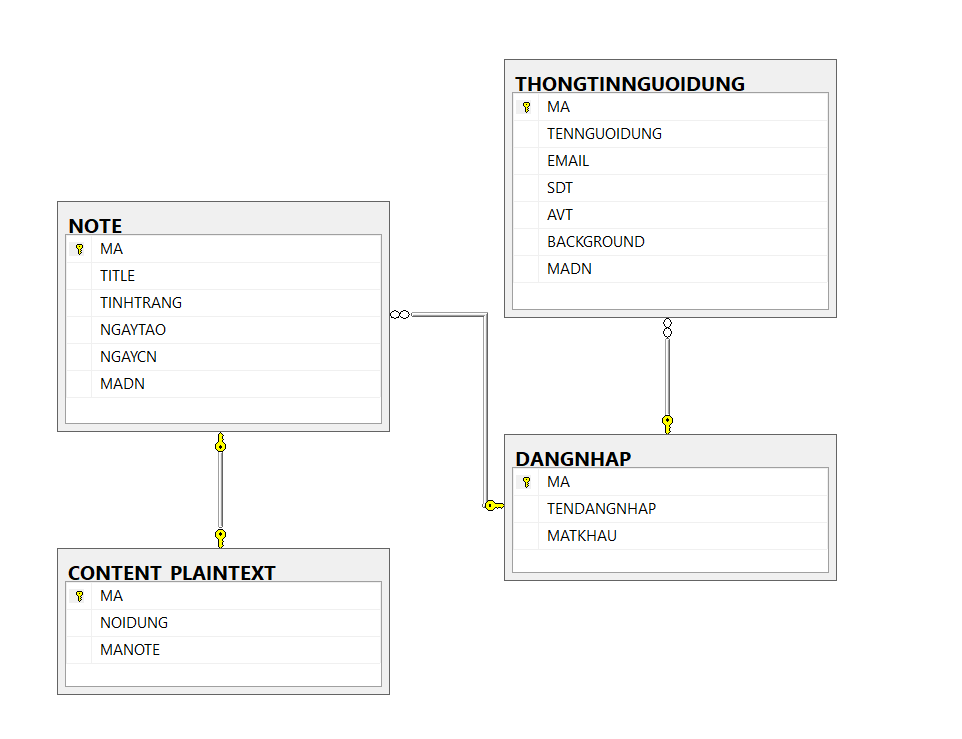 THONGTINNGUOIDUNG
MA
TENNGUOIDUNG
EMAIL
SDT
AVT
BACKGROUND
MADN
NOTE
MA
TITLE
TINHTRANG
NGAYTAO
NGAYCN
MADN
DANGNHAP
MA
TENDANGNHAP
MATKHAU
CONTENT_PLAINTEXT
MA
NOIDUNG
MANOTE